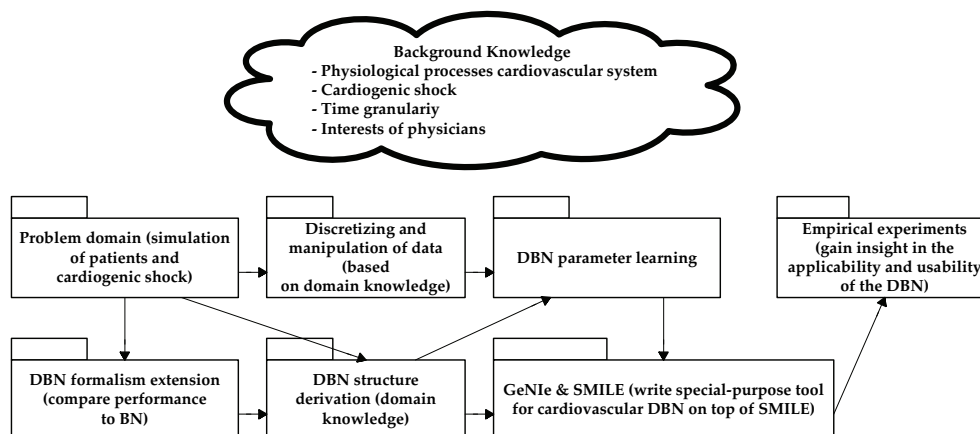 Background Knowledge
- Physiological processes cardiovascular system
- Cardiogenic shock
- Time granulariy
- Interests of physicians
Problem domain (simulation
of patients and
cardiogenic shock)
Discretizing and
manipulation of data
(based
on domain knowledge)
DBN parameter learning
Empirical experiments
(gain insight in the
applicability and usability
of the DBN)
DBN formalism extension
(compare performance
to BN)
DBN structure
derivation (domain
knowledge)
GeNIe & SMILE (write special-purpose tool
for cardiovascular DBN on top of SMILE)